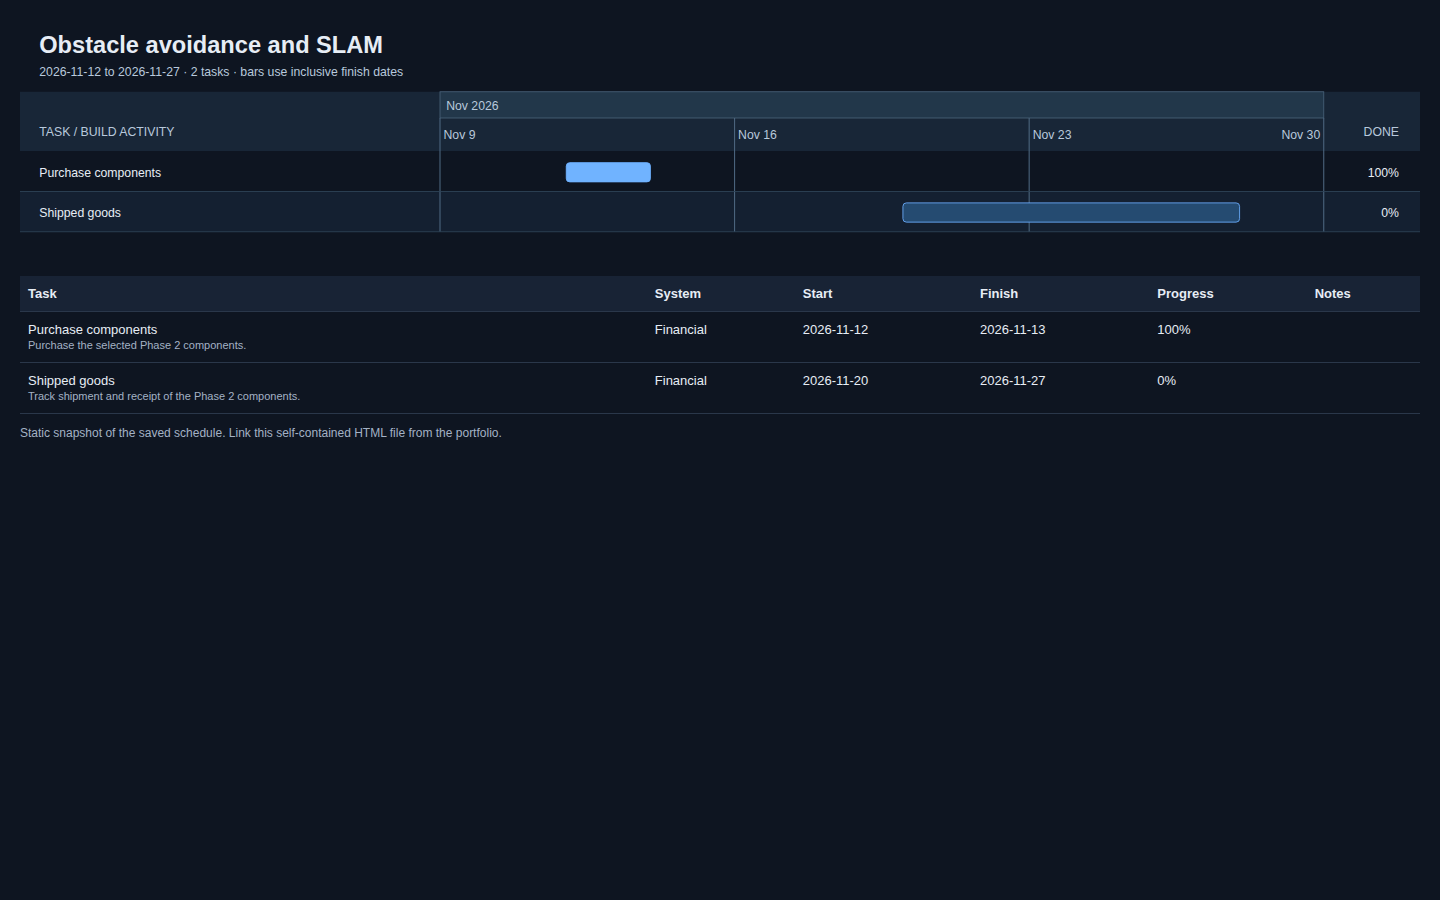 Obstacle avoidance and SLAM
2026-11-12 to 2026-11-27 · 2 tasks · bars use inclusive finish dates
Nov 2026
TASK / BUILD ACTIVITY Nov 9 Nov 16 Nov 23 Nov 30 DONE
Purchase components 100%
Shipped goods 0%
Task System Start Finish Progress Notes
Purchase components Financial 2026-11-12 2026-11-13 100%
Purchase the selected Phase 2 components.
Shipped goods Financial 2026-11-20 2026-11-27 0%
Track shipment and receipt of the Phase 2 components.
Static snapshot of the saved schedule. Link this self-contained HTML file from the portfolio.